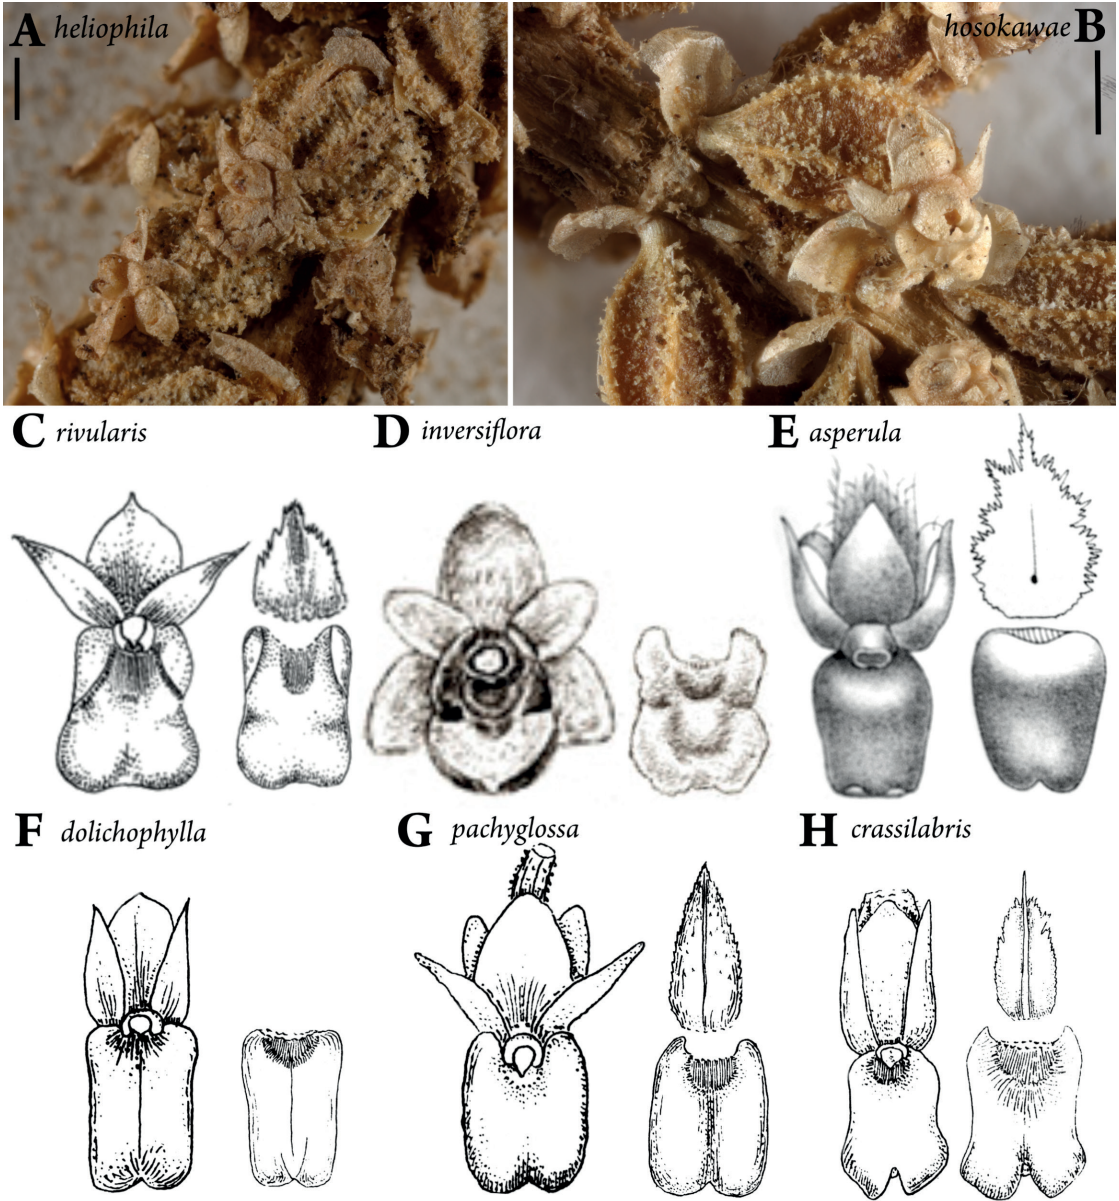 A heliophila
hosokawae B
C rivularis
D inversiflora
E asperula
F dolichophylla
G pachyglossa
H crassilabris